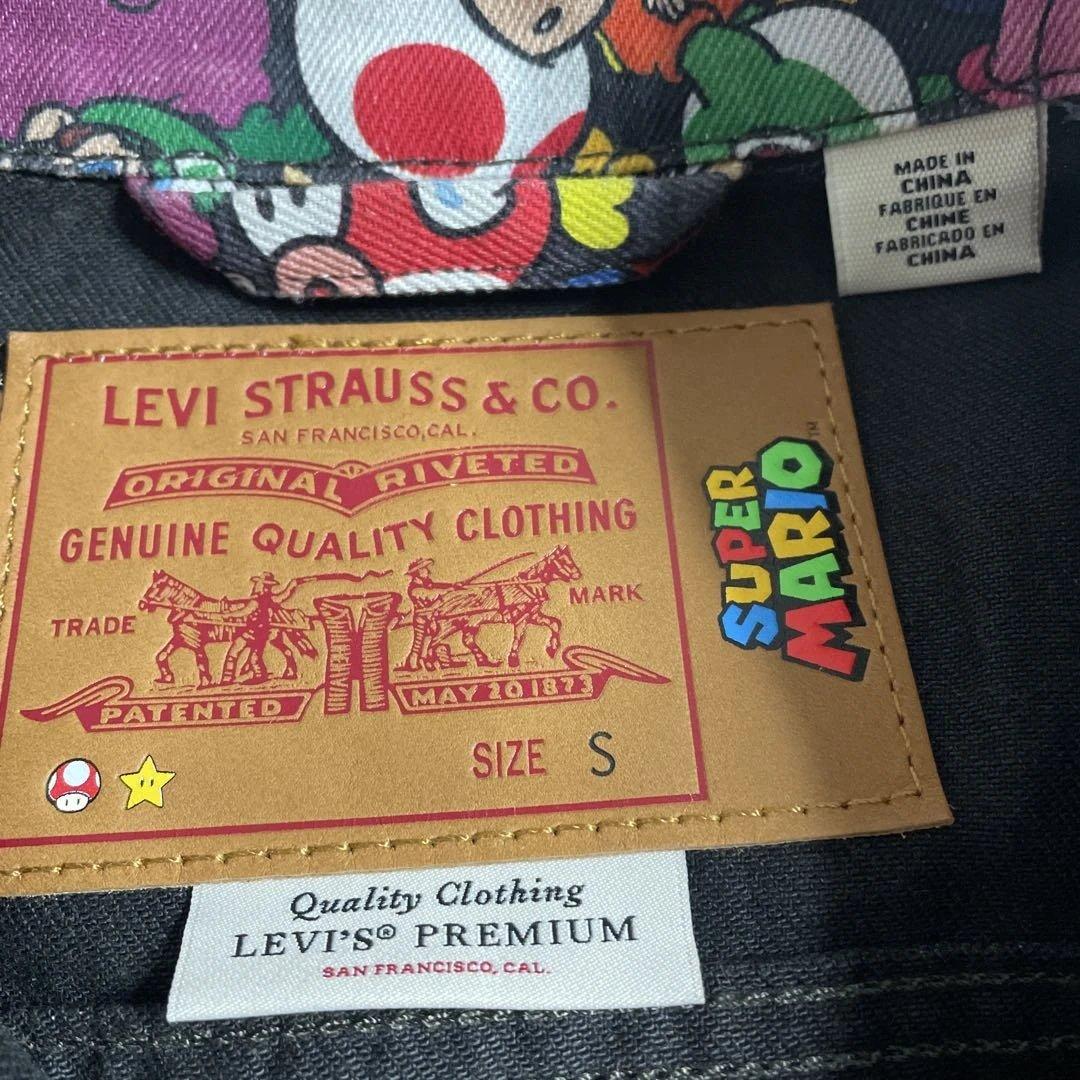 MADE IN
CHINA
FABRIQUE EN
CHINE
FABRICADO EN
CHINA
LEVI STRAUSS & CO.
SAN FRANCISCO, CAL.
ORIGINAL RIVETED
GENUINE QUALITY CLOTHING
TRADE MARK
PATENTED MAY 20 1873
SIZE S
SUPER
MARIO™
Quality Clothing
LEVI'S® PREMIUM
SAN FRANCISCO, CAL.